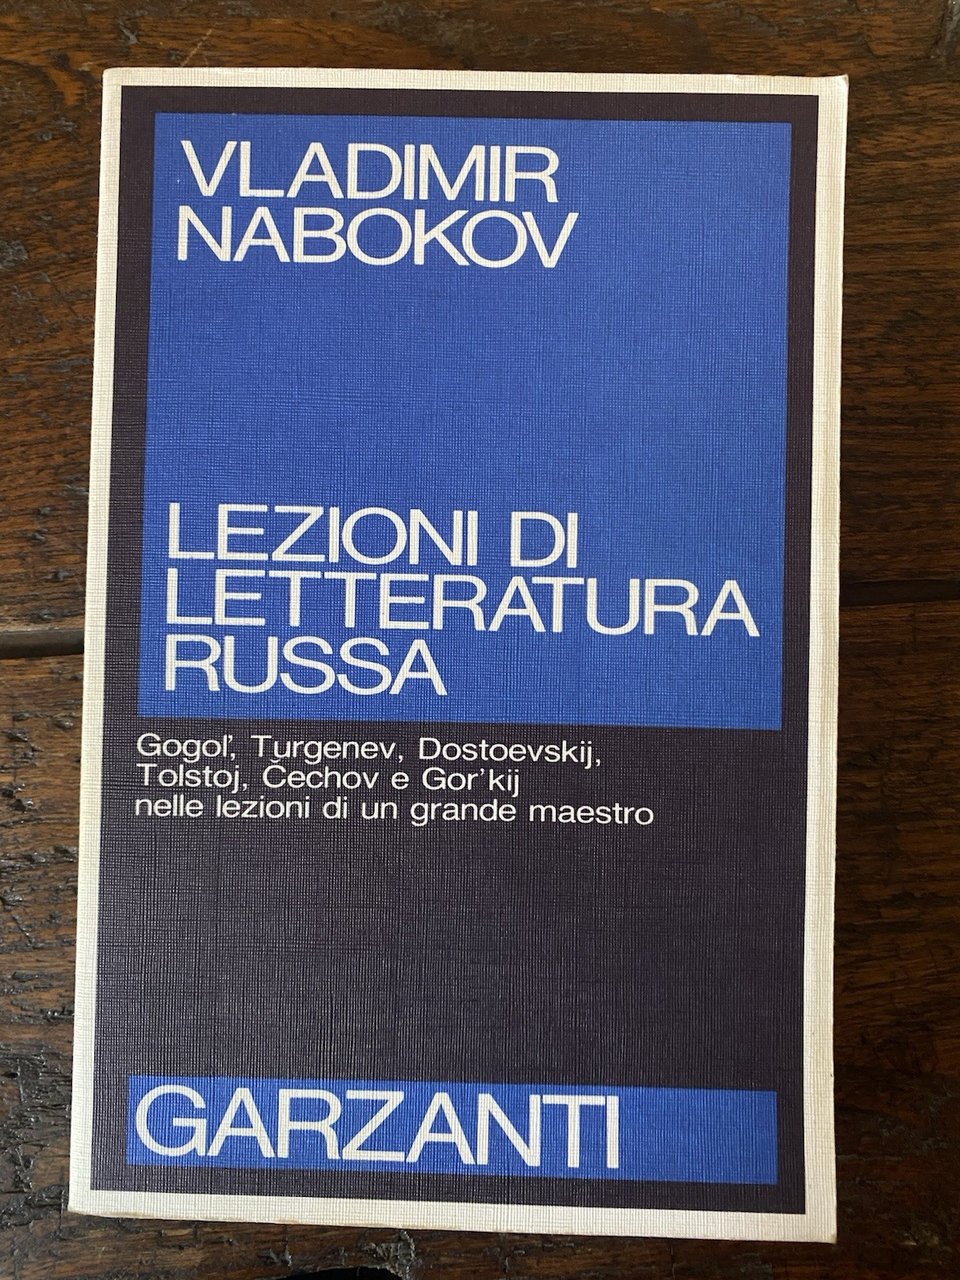 VLADIMIR
NABOKOV
LEZIONI DI
LETTERATURA
RUSSA
Gogol', Turgenev, Dostoevskij,
Tolstoj, Čechov e Gor'kij
nelle lezioni di un grande maestro
GARZANTI